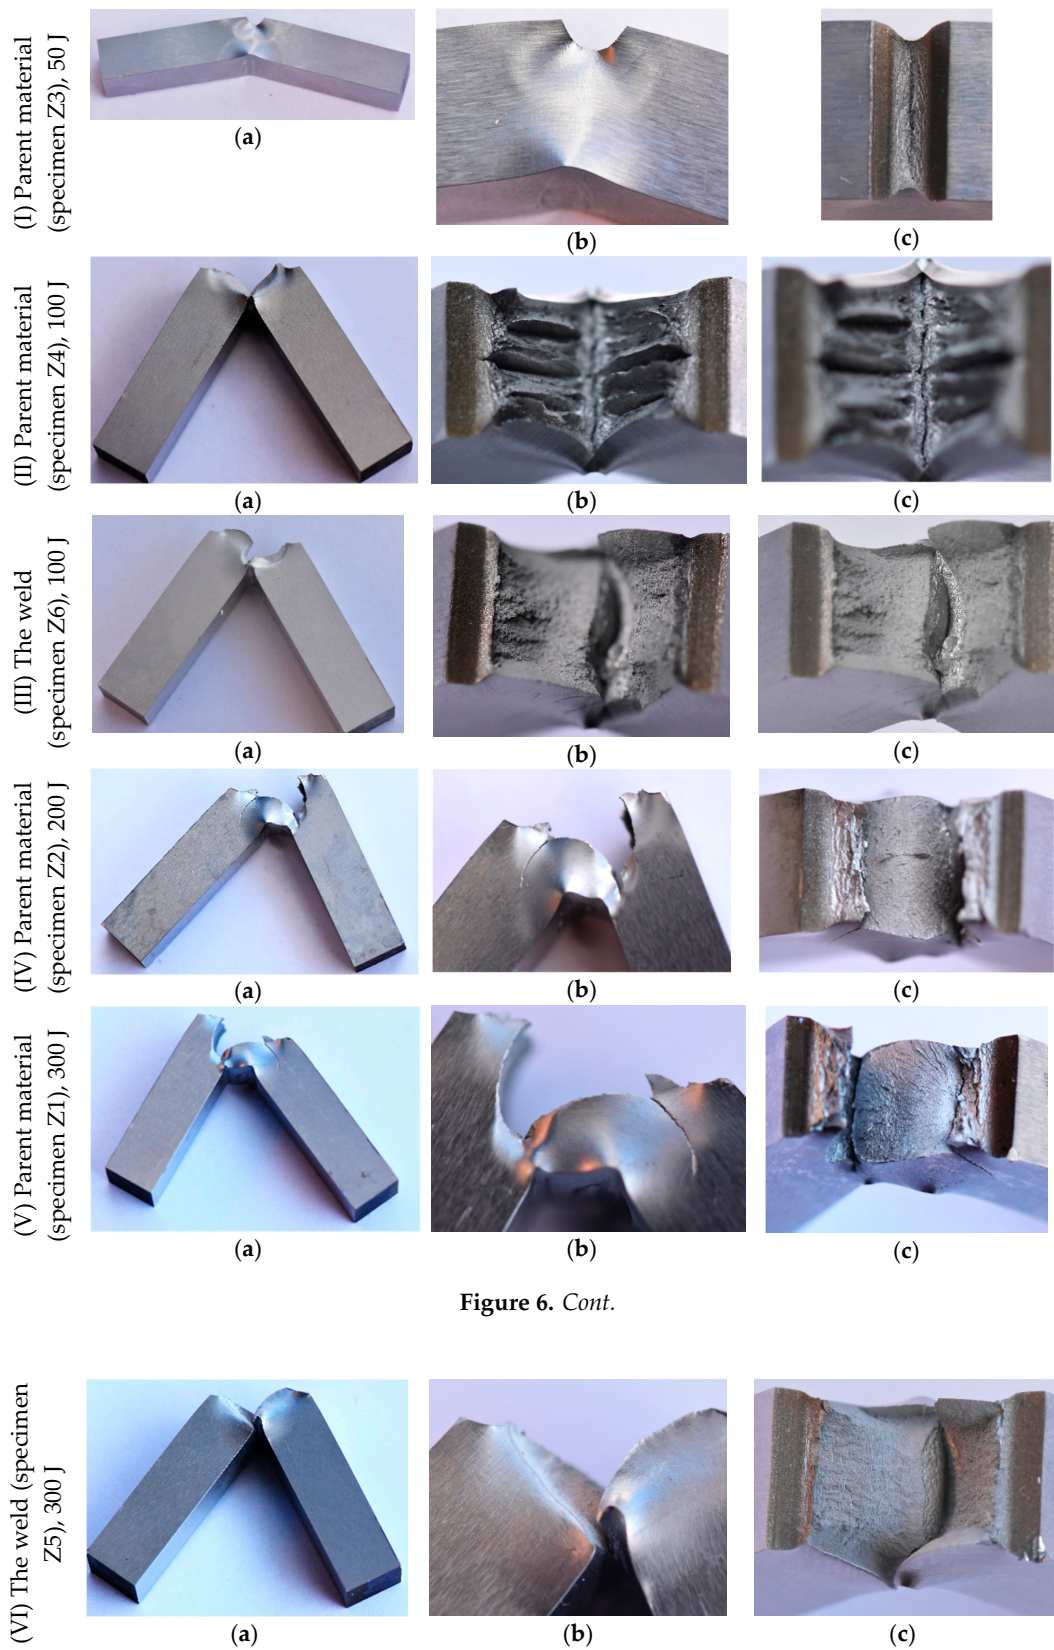 (I) Parent material
(specimen Z3), 50 J
(a)
(b)
(c)
(II) Parent material
(specimen Z4), 100 J
(a)
(b)
(c)
(III) The weld
(specimen Z6), 100 J
(a)
(b)
(c)
(IV) Parent material
(specimen Z2), 200 J
(a)
(b)
(c)
(V) Parent material
(specimen Z1), 300 J
(a)
(b)
(c)
Figure 6. Cont.
(VI) The weld (specimen
Z5), 300 J
(a)
(b)
(c)